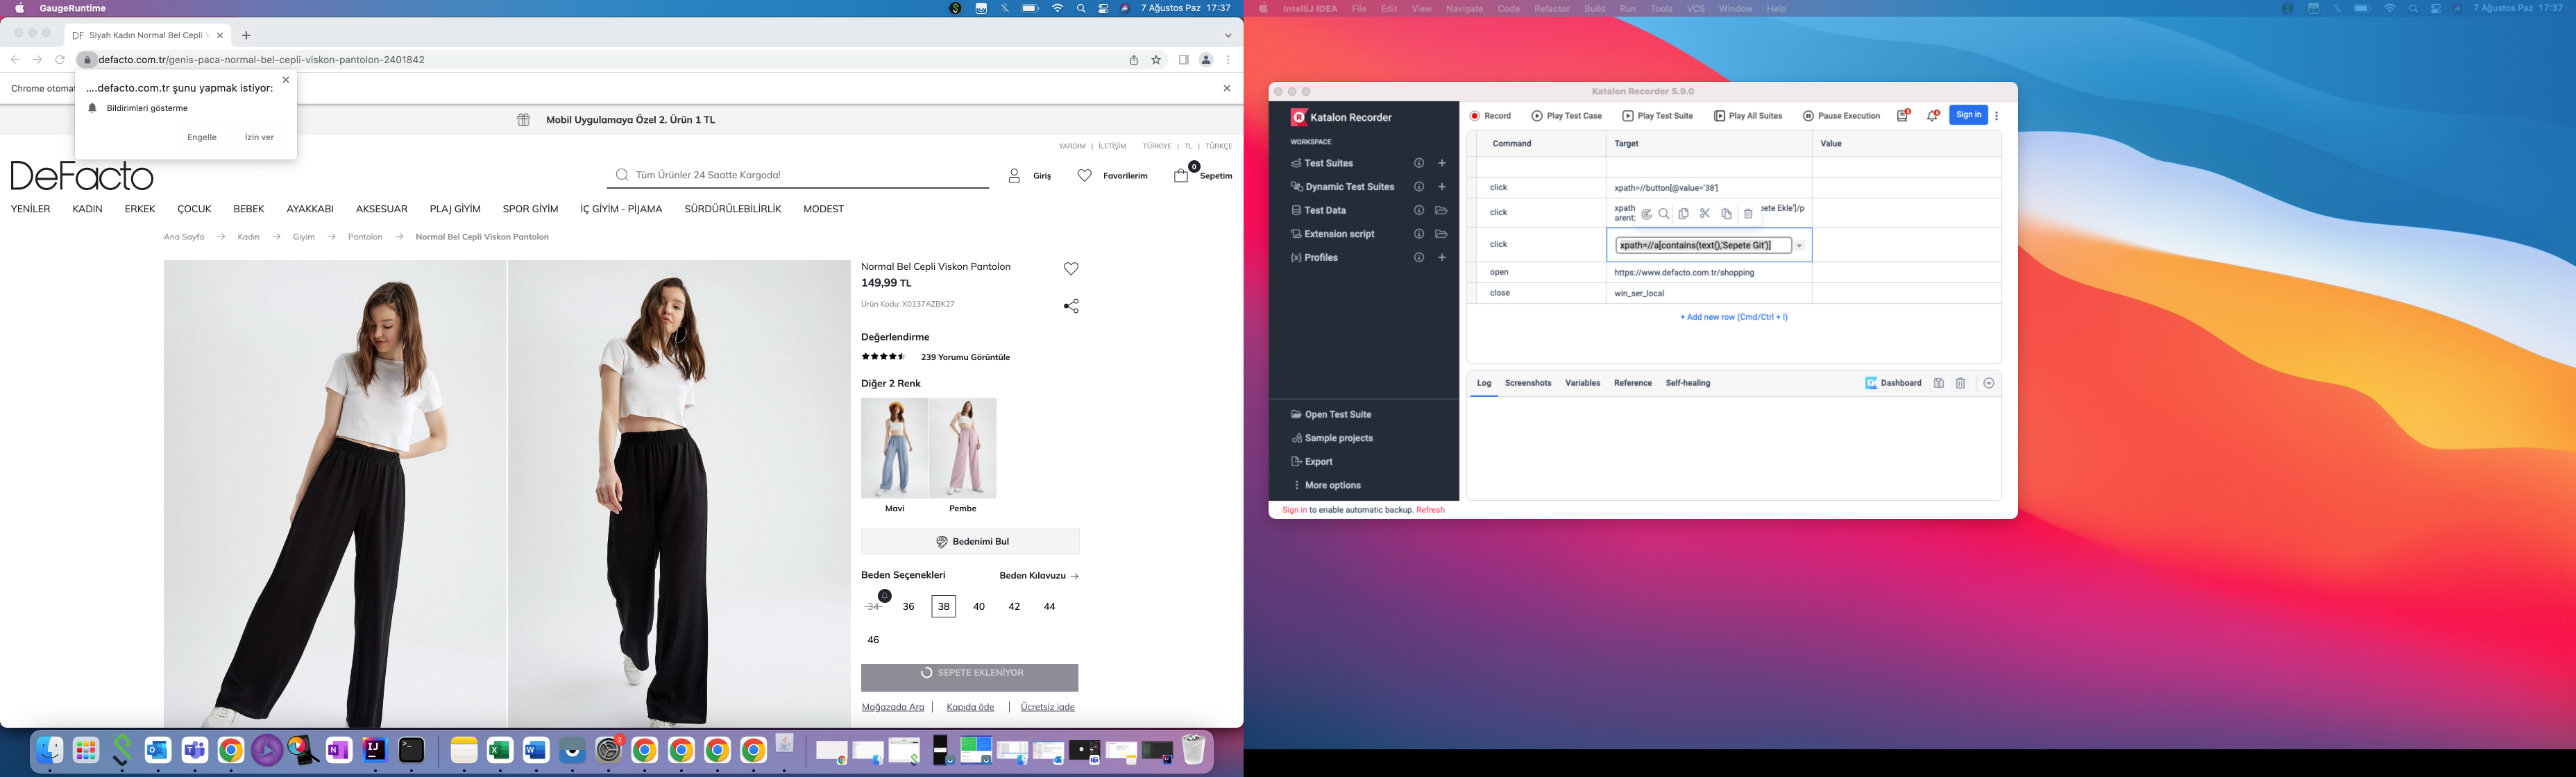 GaugeRuntime
7 Ağustos Paz 17:37
DF Siyah Kadın Normal Bel Cepli V
defacto.com.tr/genis-paca-normal-bel-cepli-viskon-pantolon-2401842
Chrome otomat
....defacto.com.tr şunu yapmak istiyor:
Bildirimleri gösterme
Engelle İzin ver
Mobil Uygulamaya Özel 2. Ürün 1 TL
YARDIM | İLETİŞİM TÜRKIYE | TL | TÜRKÇE
DeFacto
Tüm Ürünler 24 Saatte Kargoda!
Giriş Favorilerim 0 Sepetim
YENİLER KADIN ERKEK ÇOCUK BEBEK AYAKKABI AKSESUAR PLAJ GİYİM SPOR GİYİM İÇ GİYİM - PİJAMA SÜRDÜRÜLEBİLİRLİK MODEST
Ana Sayfa Kadın Giyim Pantolon Normal Bel Cepli Viskon Pantolon
Normal Bel Cepli Viskon Pantolon
149,99 TL
Ürün Kodu: X0137AZBK27
Değerlendirme
239 Yorumu Görüntüle
Diğer 2 Renk
Mavi Pembe
Bedenimi Bul
Beden Seçenekleri Beden Kılavuzu
34 36 38 40 42 44
46
SEPETE EKLENİYOR
Mağazada Ara | Kapıda öde | Ücretsiz iade
2
IntelliJ IDEA File Edit View Navigate Code Refactor Build Run Tools VCS Window Help
7 Ağustos Paz 17:37
Katalon Recorder 5.9.0
Katalon Recorder
WORKSPACE
Test Suites
Dynamic Test Suites
Test Data
Extension script
Profiles
Open Test Suite
Sample projects
Export
More options
Record Play Test Case Play Test Suite Play All Suites Pause Execution Sign in
Command Target Value
click xpath=//button[@value='38']
click xpath pete Ekle']/p
arent:
click xpath=//a[contains(text(),'Sepete Git')]
open https://www.defacto.com.tr/shopping
close win_ser_local
+ Add new row (Cmd/Ctrl + I)
Log Screenshots Variables Reference Self-healing Dashboard
Sign in to enable automatic backup. Refresh